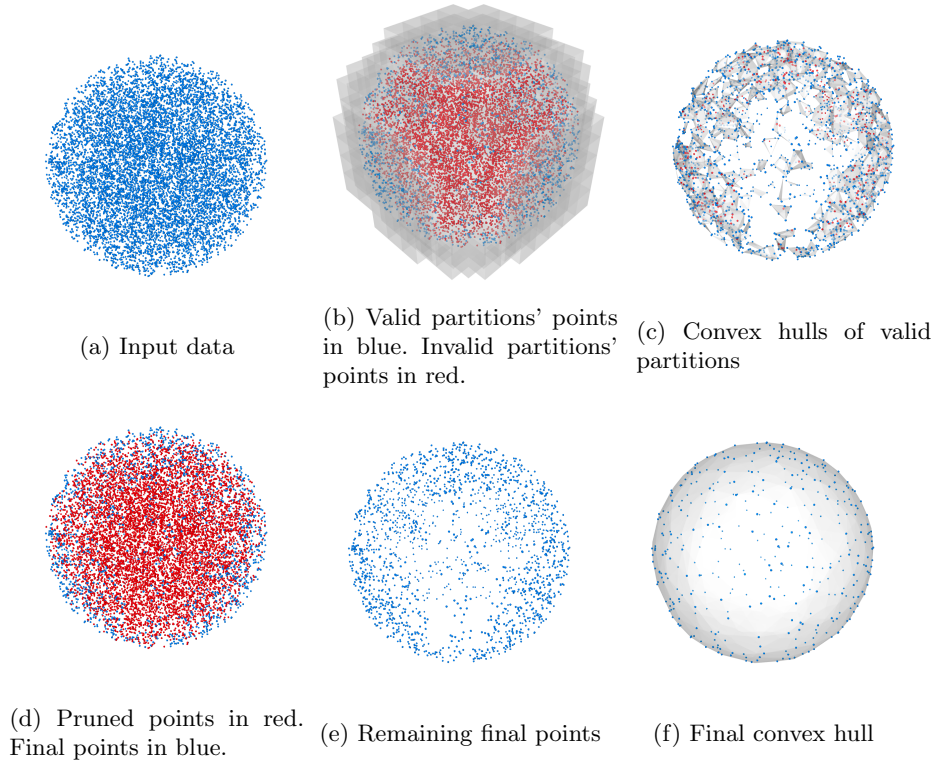 (a) Input data
(b) Valid partitions' points
in blue. Invalid partitions'
points in red.
(c) Convex hulls of valid
partitions
(d) Pruned points in red.
Final points in blue.
(e) Remaining final points
(f) Final convex hull